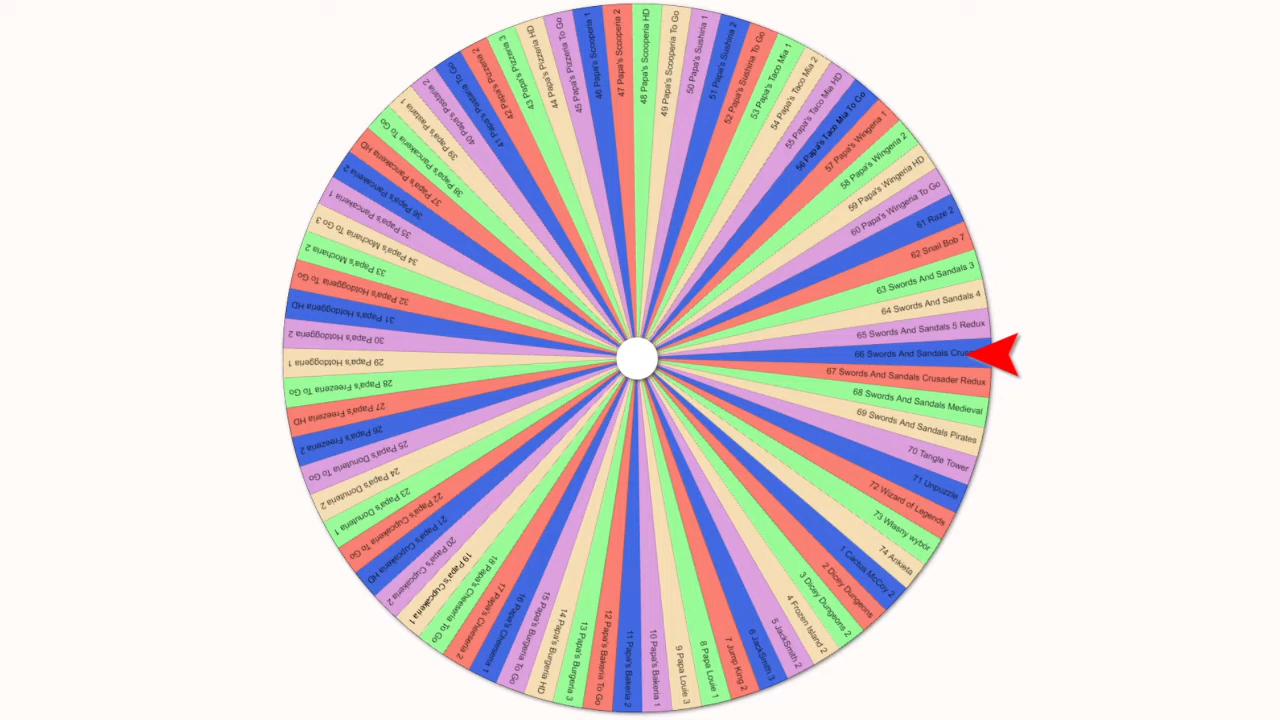 1 Cactus McCoy 2
2 Dicey Dungeons
3 Dicey Dungeons 2
4 Frozen Island 2
5 JackSmith 2
6 JackSmith 3
7 Jump King 2
8 Papa Louie 1
9 Papa Louie 3
10 Papa's Bakeria 1
11 Papa's Bakeria 2
12 Papa's Bakeria To Go
13 Papa's Burgeria 3
14 Papa's Burgeria HD
15 Papa's Burgeria To Go
16 Papa's Cheeseria 1
17 Papa's Cheeseria 2
18 Papa's Cheeseria To Go
19 Papa's Cupcakeria 1
20 Papa's Cupcakeria 2
21 Papa's Cupcakeria HD
22 Papa's Cupcakeria To Go
23 Papa's Donuteria 1
24 Papa's Donuteria 2
25 Papa's Donuteria To Go
26 Papa's Freezeria 2
27 Papa's Freezeria HD
28 Papa's Freezeria To Go
29 Papa's Hotdoggeria 1
30 Papa's Hotdoggeria 2
31 Papa's Hotdoggeria HD
32 Papa's Hotdoggeria To Go
33 Papa's Mocharia 2
34 Papa's Mocharia To Go 3
35 Papa's Pancakeria 1
36 Papa's Pancakeria 2
37 Papa's Pancakeria HD
38 Papa's Pancakeria To Go
39 Papa's Pastaria 1
40 Papa's Pastaria 2
41 Papa's Pastaria To Go
42 Papa's Pizzeria 2
43 Papa's Pizzeria 3
44 Papa's Pizzeria HD
45 Papa's Pizzeria To Go
46 Papa's Scooperia 1
47 Papa's Scooperia 2
48 Papa's Scooperia HD
49 Papa's Scooperia To Go
50 Papa's Sushiria 1
51 Papa's Sushiria 2
52 Papa's Sushiria To Go
53 Papa's Taco Mia 1
54 Papa's Taco Mia 2
55 Papa's Taco Mia HD
56 Papa's Taco Mia To Go
57 Papa's Wingeria 1
58 Papa's Wingeria 2
59 Papa's Wingeria HD
60 Papa's Wingeria To Go
61 Raze 2
62 Snail Bob 7
63 Swords And Sandals 3
64 Swords And Sandals 4
65 Swords And Sandals 5 Redux
66 Swords And Sandals
67 Swords And Sandals Crusader Redux
68 Swords And Sandals Medieval
69 Swords And Sandals Pirates
70 Tangle Tower
71 Unpuzzle
72 Wizard of Legends
73 Własny wybór
74 Ankieta